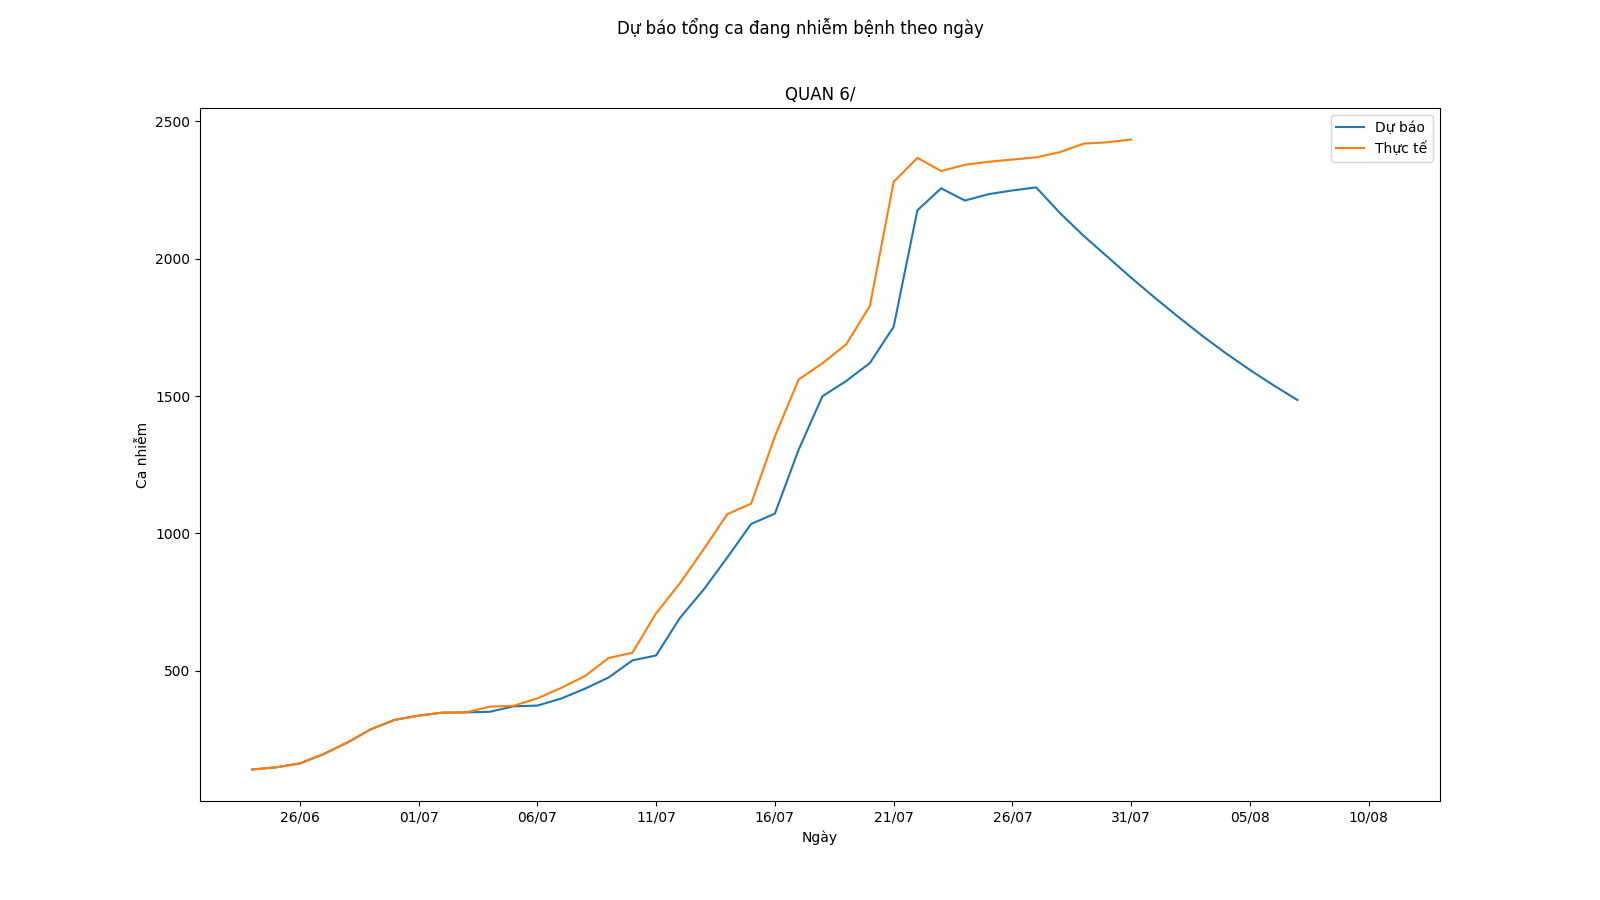 Dự báo tổng ca đang nhiễm bệnh theo ngày
QUAN 6/
Dự báo
Thực tế
2500
2000
1500
1000
500
Ca nhiễm
26/06 01/07 06/07 11/07 16/07 21/07 26/07 31/07 05/08 10/08
Ngày